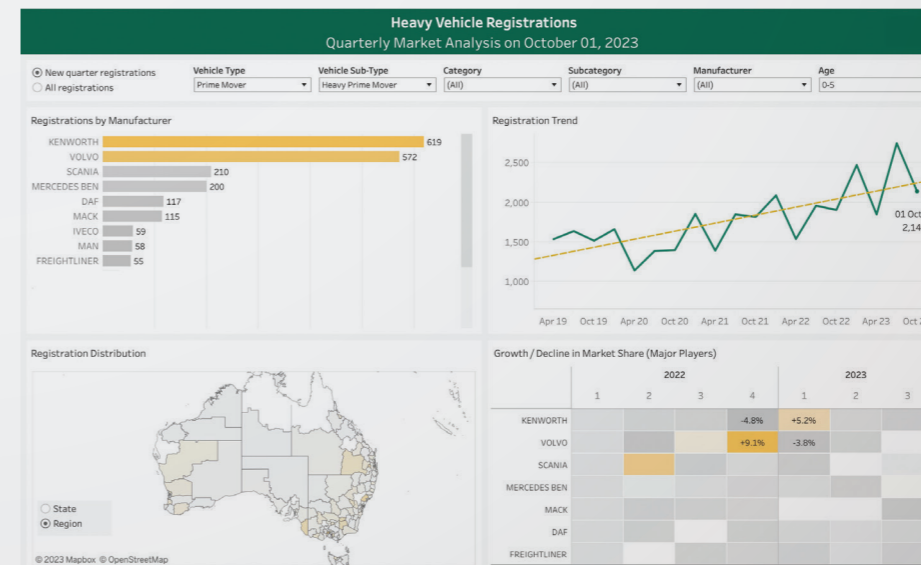 Heavy Vehicle Registrations
Quarterly Market Analysis on October 01, 2023
New quarter registrations
All registrations
Vehicle Type
Prime Mover
Vehicle Sub-Type
Heavy Prime Mover
Category
(All)
Subcategory
(All)
Manufacturer
(All)
Age
0-5
Registrations by Manufacturer
KENWORTH 619
VOLVO 572
SCANIA 210
MERCEDES BEN 200
DAF 117
MACK 115
IVECO 59
MAN 58
FREIGHTLINER 55
Registration Trend
2,500
2,000
1,500
1,000
01 Oct
2,14
Apr 19 Oct 19 Apr 20 Oct 20 Apr 21 Oct 21 Apr 22 Oct 22 Apr 23 Oct
Registration Distribution
State
Region
© 2023 Mapbox © OpenStreetMap
Growth / Decline in Market Share (Major Players)
2022 2023
1 2 3 4 1 2 3
KENWORTH -4.8% +5.2%
VOLVO +9.1% -3.8%
SCANIA
MERCEDES BEN
MACK
DAF
FREIGHTLINER